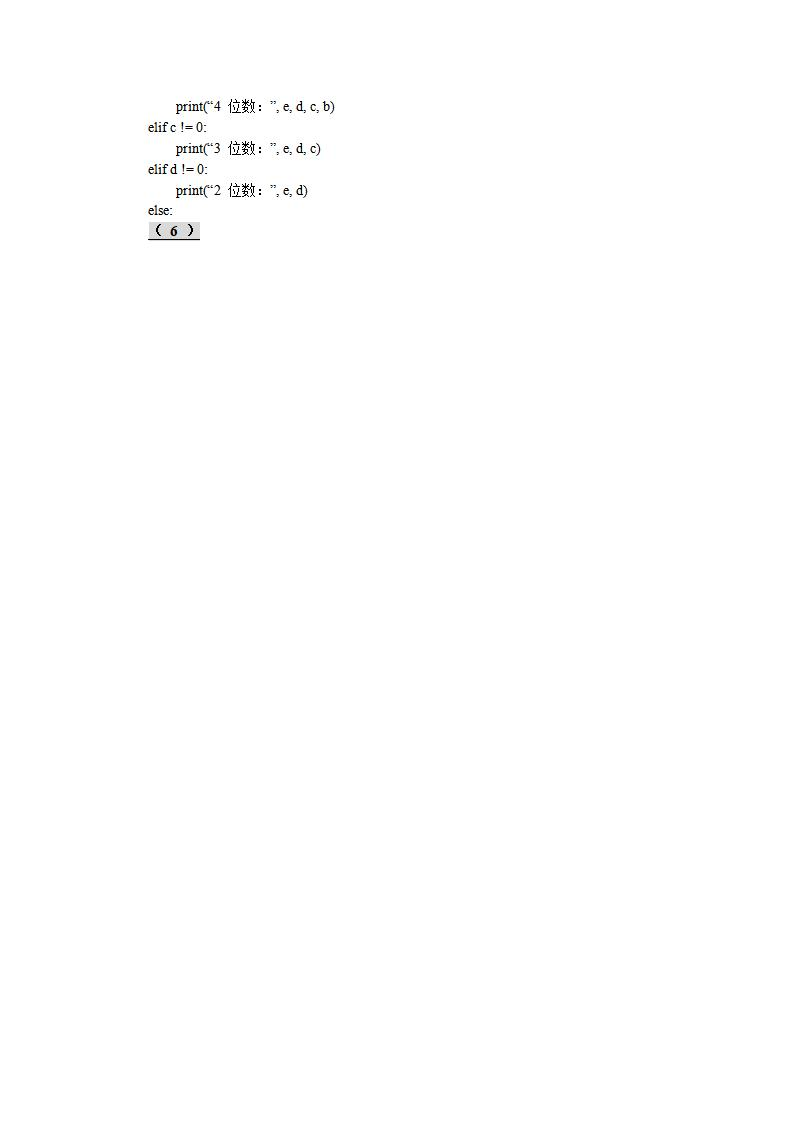 print(“4 位数：”, e, d, c, b)
elif c != 0:
print(“3 位数：”, e, d, c)
elif d != 0:
print(“2 位数：”, e, d)
else:
（ 6 ）